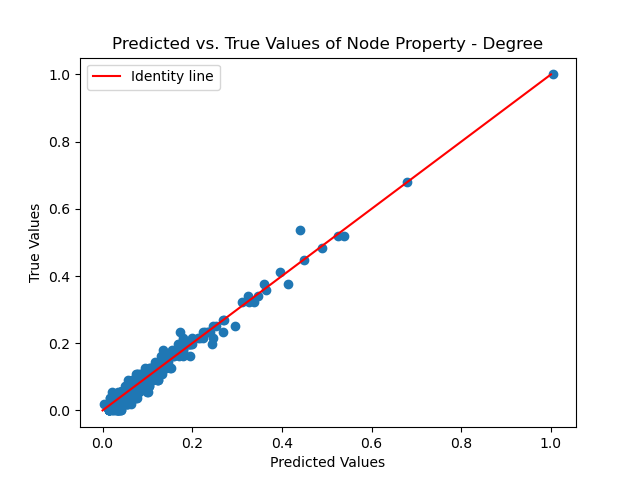 Predicted vs. True Values of Node Property - Degree
Identity line
1.0
0.8
0.6
0.4
0.2
0.0
True Values
0.0 0.2 0.4 0.6 0.8 1.0
Predicted Values